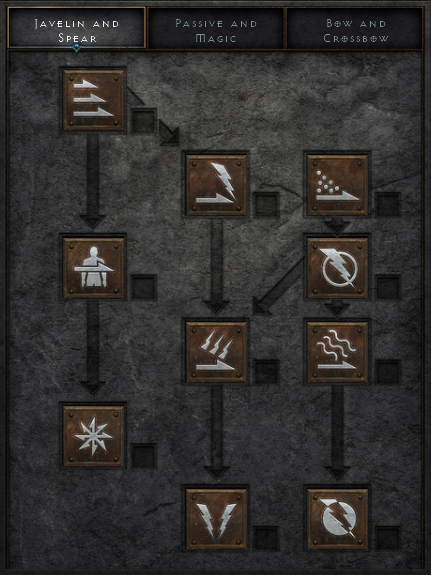 Javelin and
Spear
Passive and
Magic
Bow and
Crossbow